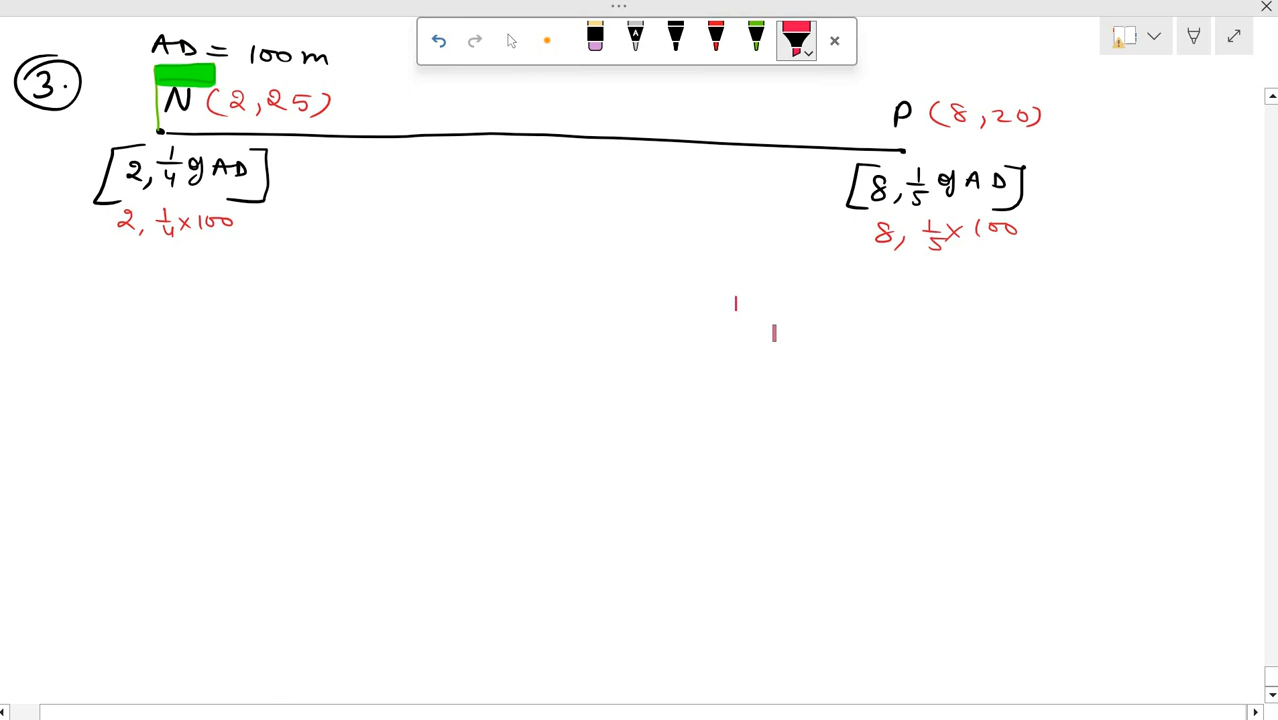 AD = 100 m
3.
N (2,25)
P (8,20)
[2, 1/4 of AD]
[8, 1/5 of AD]
2, 1/4 × 100
8, 1/5 × 100